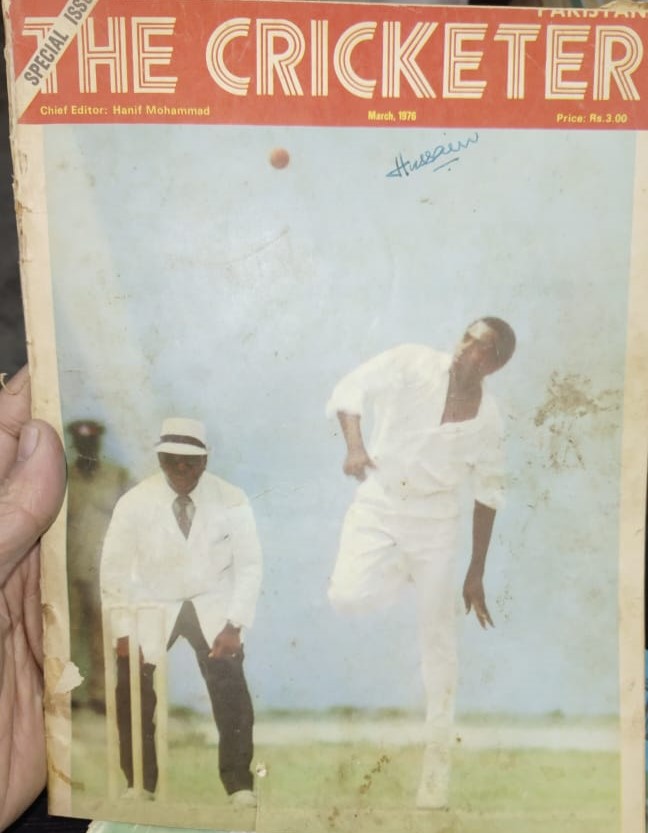 SPECIAL ISSUE
PAKISTAN
THE CRICKETER
Chief Editor: Hanif Mohammad
March, 1976
Price: Rs.3.00
Hussain